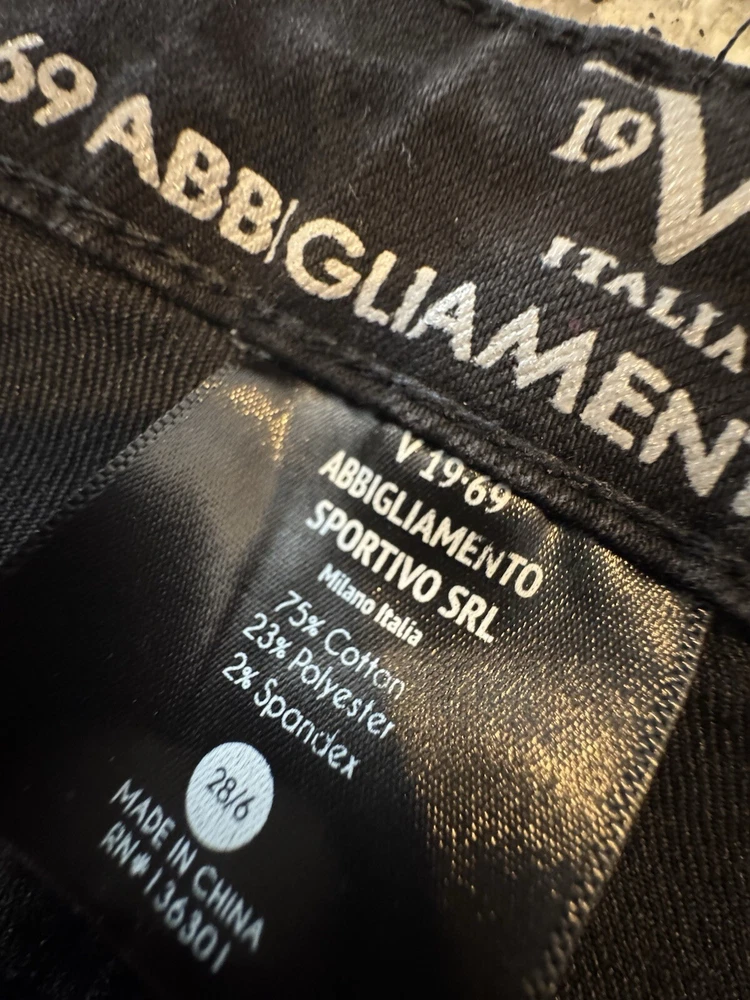 19 V
ITALIA
69 ABBIGLIAMENT
V 19·69
ABBIGLIAMENTO
SPORTIVO SRL
Milano Italia
75% Cotton
23% Polyester
2% Spandex
28/6
MADE IN CHINA
RN# 136301